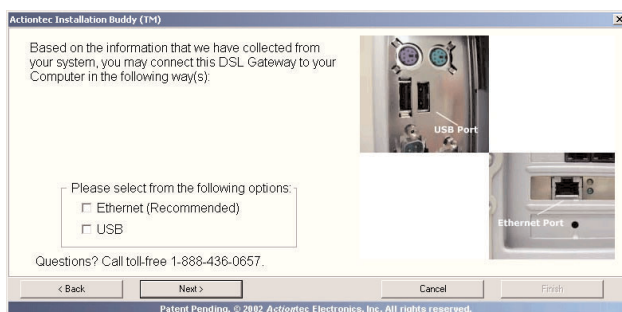 Actiontec Installation Buddy (TM)
Based on the information that we have collected from
your system, you may connect this DSL Gateway to your
Computer in the following way(s):
USB Port
Please select from the following options:
Ethernet (Recommended)
USB
Ethernet Port
Questions? Call toll-free 1-888-436-0657.
< Back
Next >
Cancel
Finish
Patent Pending. © 2002 Actiontec Electronics, Inc. All rights reserved.